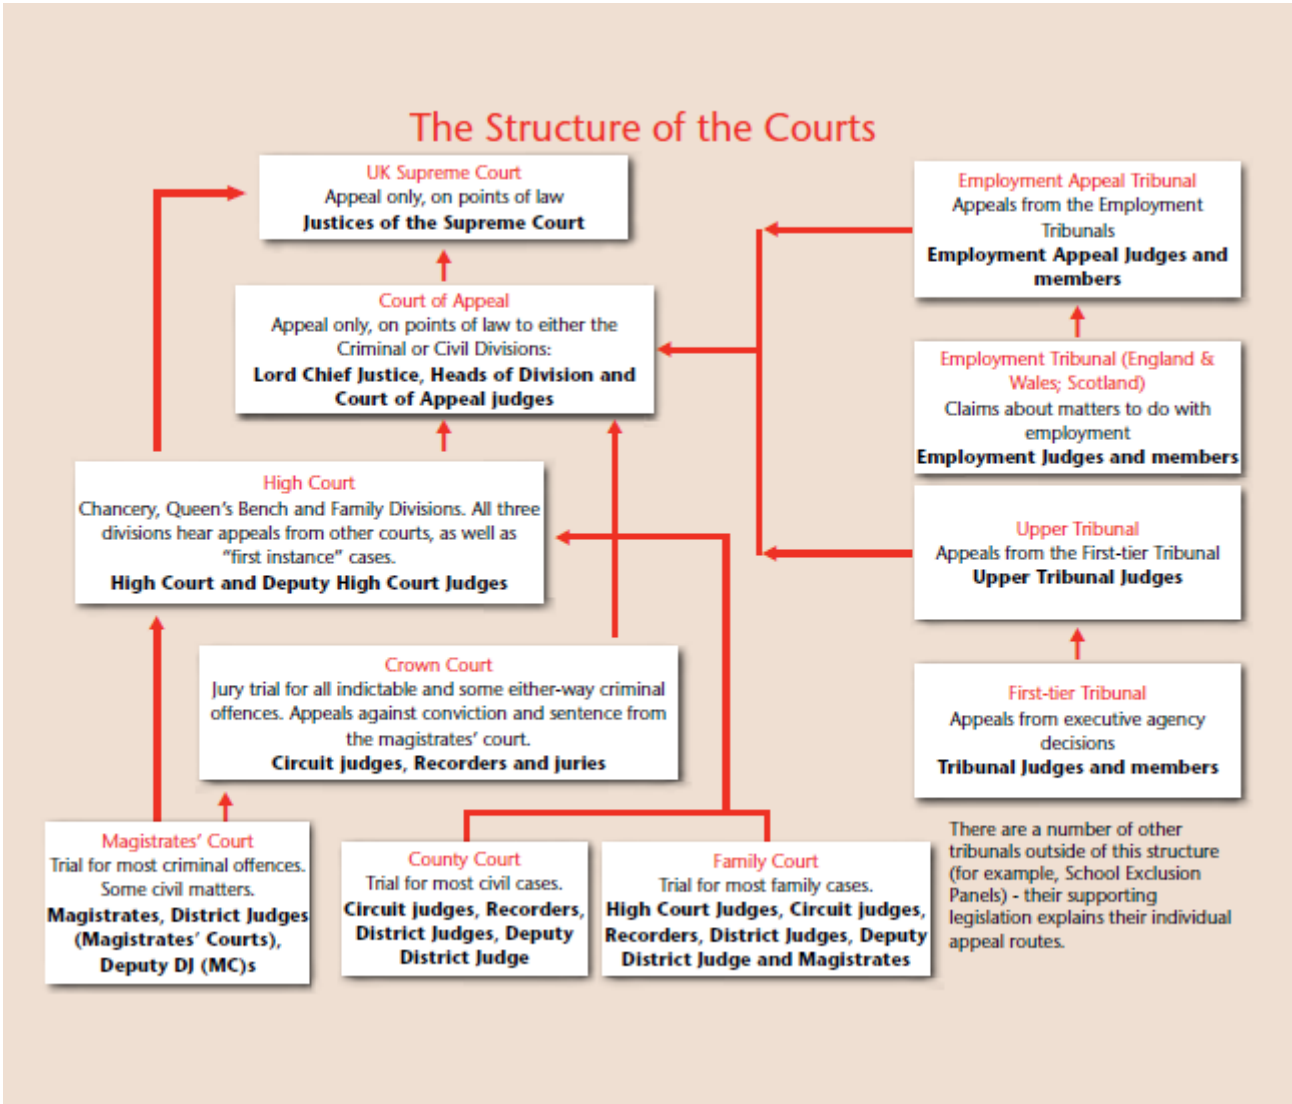 The Structure of the Courts
UK Supreme Court
Appeal only, on points of law
Justices of the Supreme Court
Court of Appeal
Appeal only, on points of law to either the
Criminal or Civil Divisions:
Lord Chief Justice, Heads of Division and
Court of Appeal judges
High Court
Chancery, Queen's Bench and Family Divisions. All three
divisions hear appeals from other courts, as well as
“first instance” cases.
High Court and Deputy High Court Judges
Crown Court
Jury trial for all indictable and some either-way criminal
offences. Appeals against conviction and sentence from
the magistrates' court.
Circuit judges, Recorders and juries
Magistrates' Court
Trial for most criminal offences.
Some civil matters.
Magistrates, District Judges
(Magistrates' Courts),
Deputy DJ (MC)s
County Court
Trial for most civil cases.
Circuit judges, Recorders,
District Judges, Deputy
District Judge
Family Court
Trial for most family cases.
High Court Judges, Circuit judges,
Recorders, District Judges, Deputy
District Judge and Magistrates
Employment Appeal Tribunal
Appeals from the Employment
Tribunals
Employment Appeal Judges and
members
Employment Tribunal (England &
Wales; Scotland)
Claims about matters to do with
employment
Employment Judges and members
Upper Tribunal
Appeals from the First-tier Tribunal
Upper Tribunal Judges
First-tier Tribunal
Appeals from executive agency
decisions
Tribunal Judges and members
There are a number of other
tribunals outside of this structure
(for example, School Exclusion
Panels) - their supporting
legislation explains their individual
appeal routes.